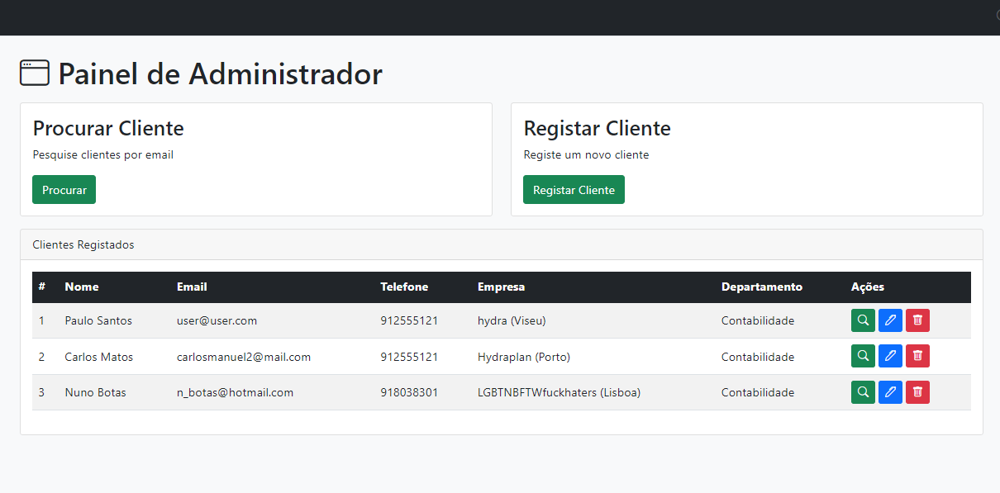 Painel de Administrador
Procurar Cliente
Pesquise clientes por email
Procurar
Registar Cliente
Registe um novo cliente
Registar Cliente
Clientes Registados
# Nome Email Telefone Empresa Departamento Ações
1 Paulo Santos user@user.com 912555121 hydra (Viseu) Contabilidade
2 Carlos Matos carlosmanuel2@mail.com 912555121 Hydraplan (Porto) Contabilidade
3 Nuno Botas n_botas@hotmail.com 918038301 LGBTNBFTWfuckhaters (Lisboa) Contabilidade